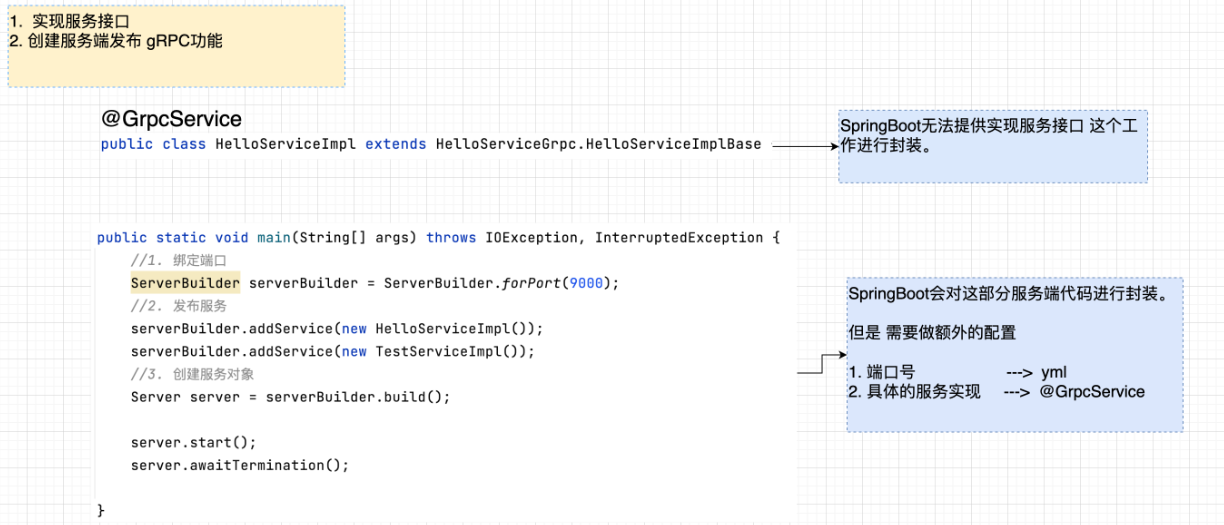 1. 实现服务接口
2. 创建服务端发布 gRPC功能
@GrpcService
public class HelloServiceImpl extends HelloServiceGrpc.HelloServiceImplBase
SpringBoot无法提供实现服务接口 这个工
作进行封装。
public static void main(String[] args) throws IOException, InterruptedException {
//1. 绑定端口
ServerBuilder serverBuilder = ServerBuilder.forPort(9000);
//2. 发布服务
serverBuilder.addService(new HelloServiceImpl());
serverBuilder.addService(new TestServiceImpl());
//3. 创建服务对象
Server server = serverBuilder.build();
server.start();
server.awaitTermination();
}
SpringBoot会对这部分服务端代码进行封装。
但是 需要做额外的配置
1. 端口号 ---> yml
2. 具体的服务实现 ---> @GrpcService